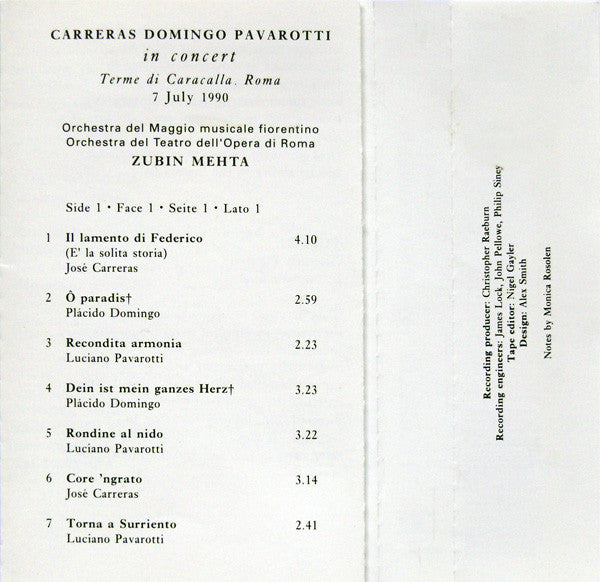 CARRERAS DOMINGO PAVAROTTI
in concert
Terme di Caracalla. Roma
7 July 1990
Orchestra del Maggio musicale fiorentino
Orchestra del Teatro dell'Opera di Roma
ZUBIN MEHTA
Side 1 • Face 1 • Seite 1 • Lato 1
1 Il lamento di Federico 4.10
(E' la solita storia)
José Carreras
2 Ô paradis† 2.59
Plácido Domingo
3 Recondita armonia 2.23
Luciano Pavarotti
4 Dein ist mein ganzes Herz† 3.23
Plácido Domingo
5 Rondine al nido 3.22
Luciano Pavarotti
6 Core 'ngrato 3.14
José Carreras
7 Torna a Surriento 2.41
Luciano Pavarotti
Recording producer: Christopher Raeburn
Recording engineers: James Lock, John Pellowe, Philip Siney
Tape editor: Nigel Gayler
Design: Alex Smith
Notes by Monica Rosolen